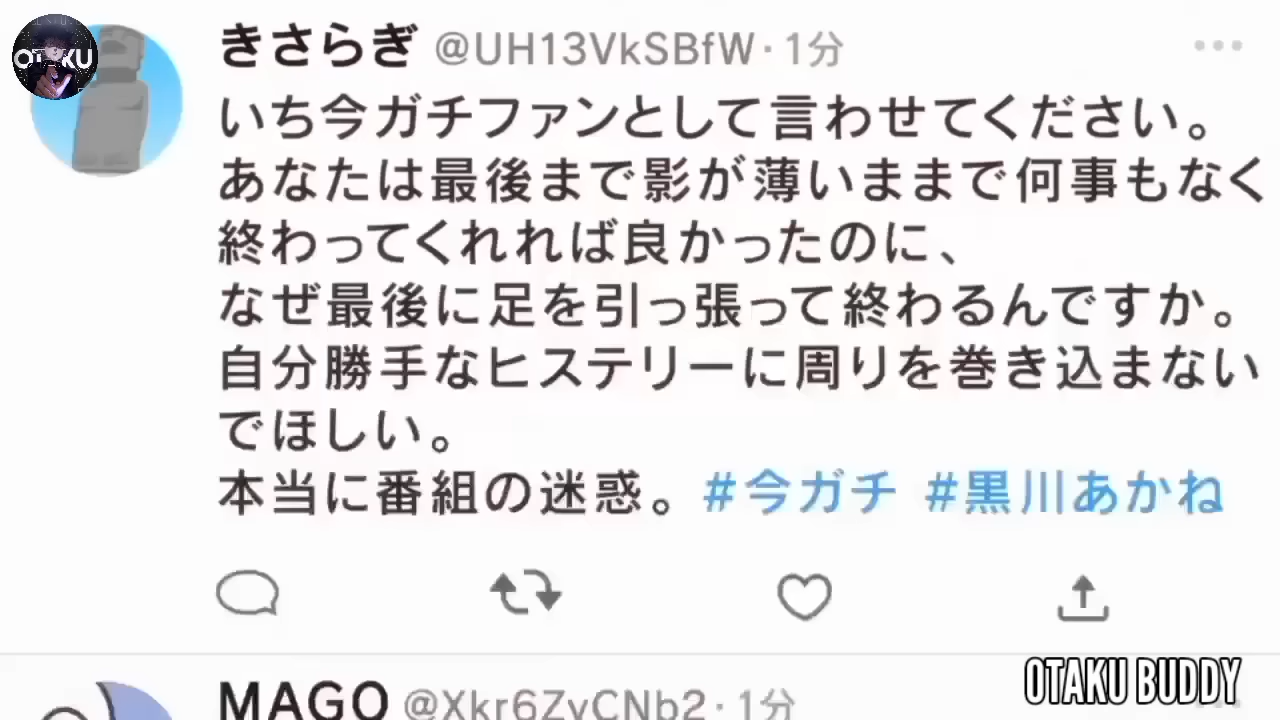 OTAKU
きさらぎ @UH13VkSBfW・1分
いち今ガチファンとして言わせてください。
あなたは最後まで影が薄いままで何事もなく
終わってくれれば良かったのに、
なぜ最後に足を引っ張って終わるんですか。
自分勝手なヒステリーに周りを巻き込まない
でほしい。
本当に番組の迷惑。 #今ガチ #黒川あかね
MAGO @Xkr6ZyCNb2・1分
OTAKU BUDDY